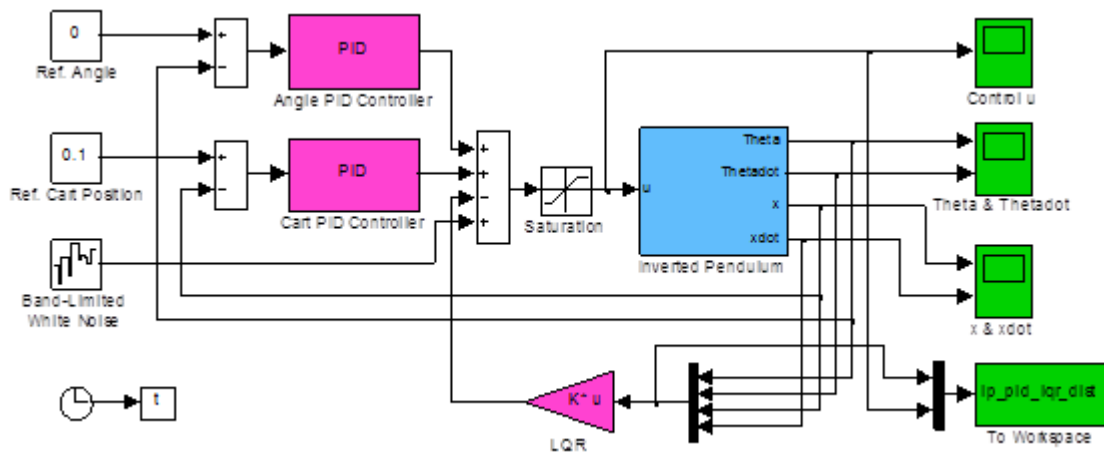 0
Ref. Angle
+
−
PID
Angle PID Controller
0.1
Ref. Cart Position
+
−
PID
Cart PID Controller
Band-Limited
White Noise
+
+
−
+
Saturation
u
Theta
Thetadot
x
xdot
Inverted Pendulum
Control u
Theta & Thetadot
x & xdot
t
K* u
LQR
ip_pid_lqr_dist
To Workspace